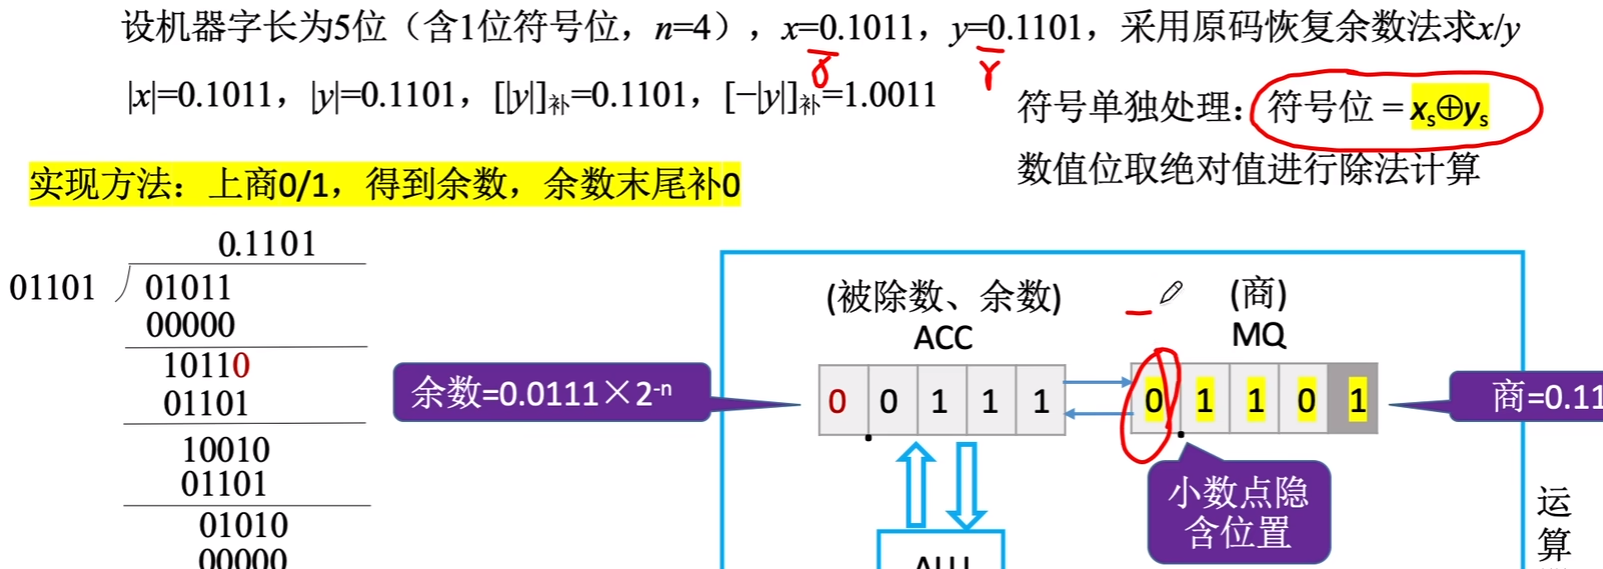 设机器字长为5位（含1位符号位，n=4），x=0.1011，y=0.1101，采用原码恢复余数法求x/y
|x|=0.1011，|y|=0.1101，[|y|]补=0.1101，[−|y|]补=1.0011
符号单独处理：符号位 = xs⊕ys
数值位取绝对值进行除法计算
实现方法：上商0/1，得到余数，余数末尾补0
0.1101
01101
01011
00000
10110
01101
10010
01101
01010
00000
余数=0.0111×2-n
(被除数、余数)
ACC
0 0 1 1 1
(商)
MQ
0 1 1 0 1
商=0.11
小数点隐
含位置
运
算